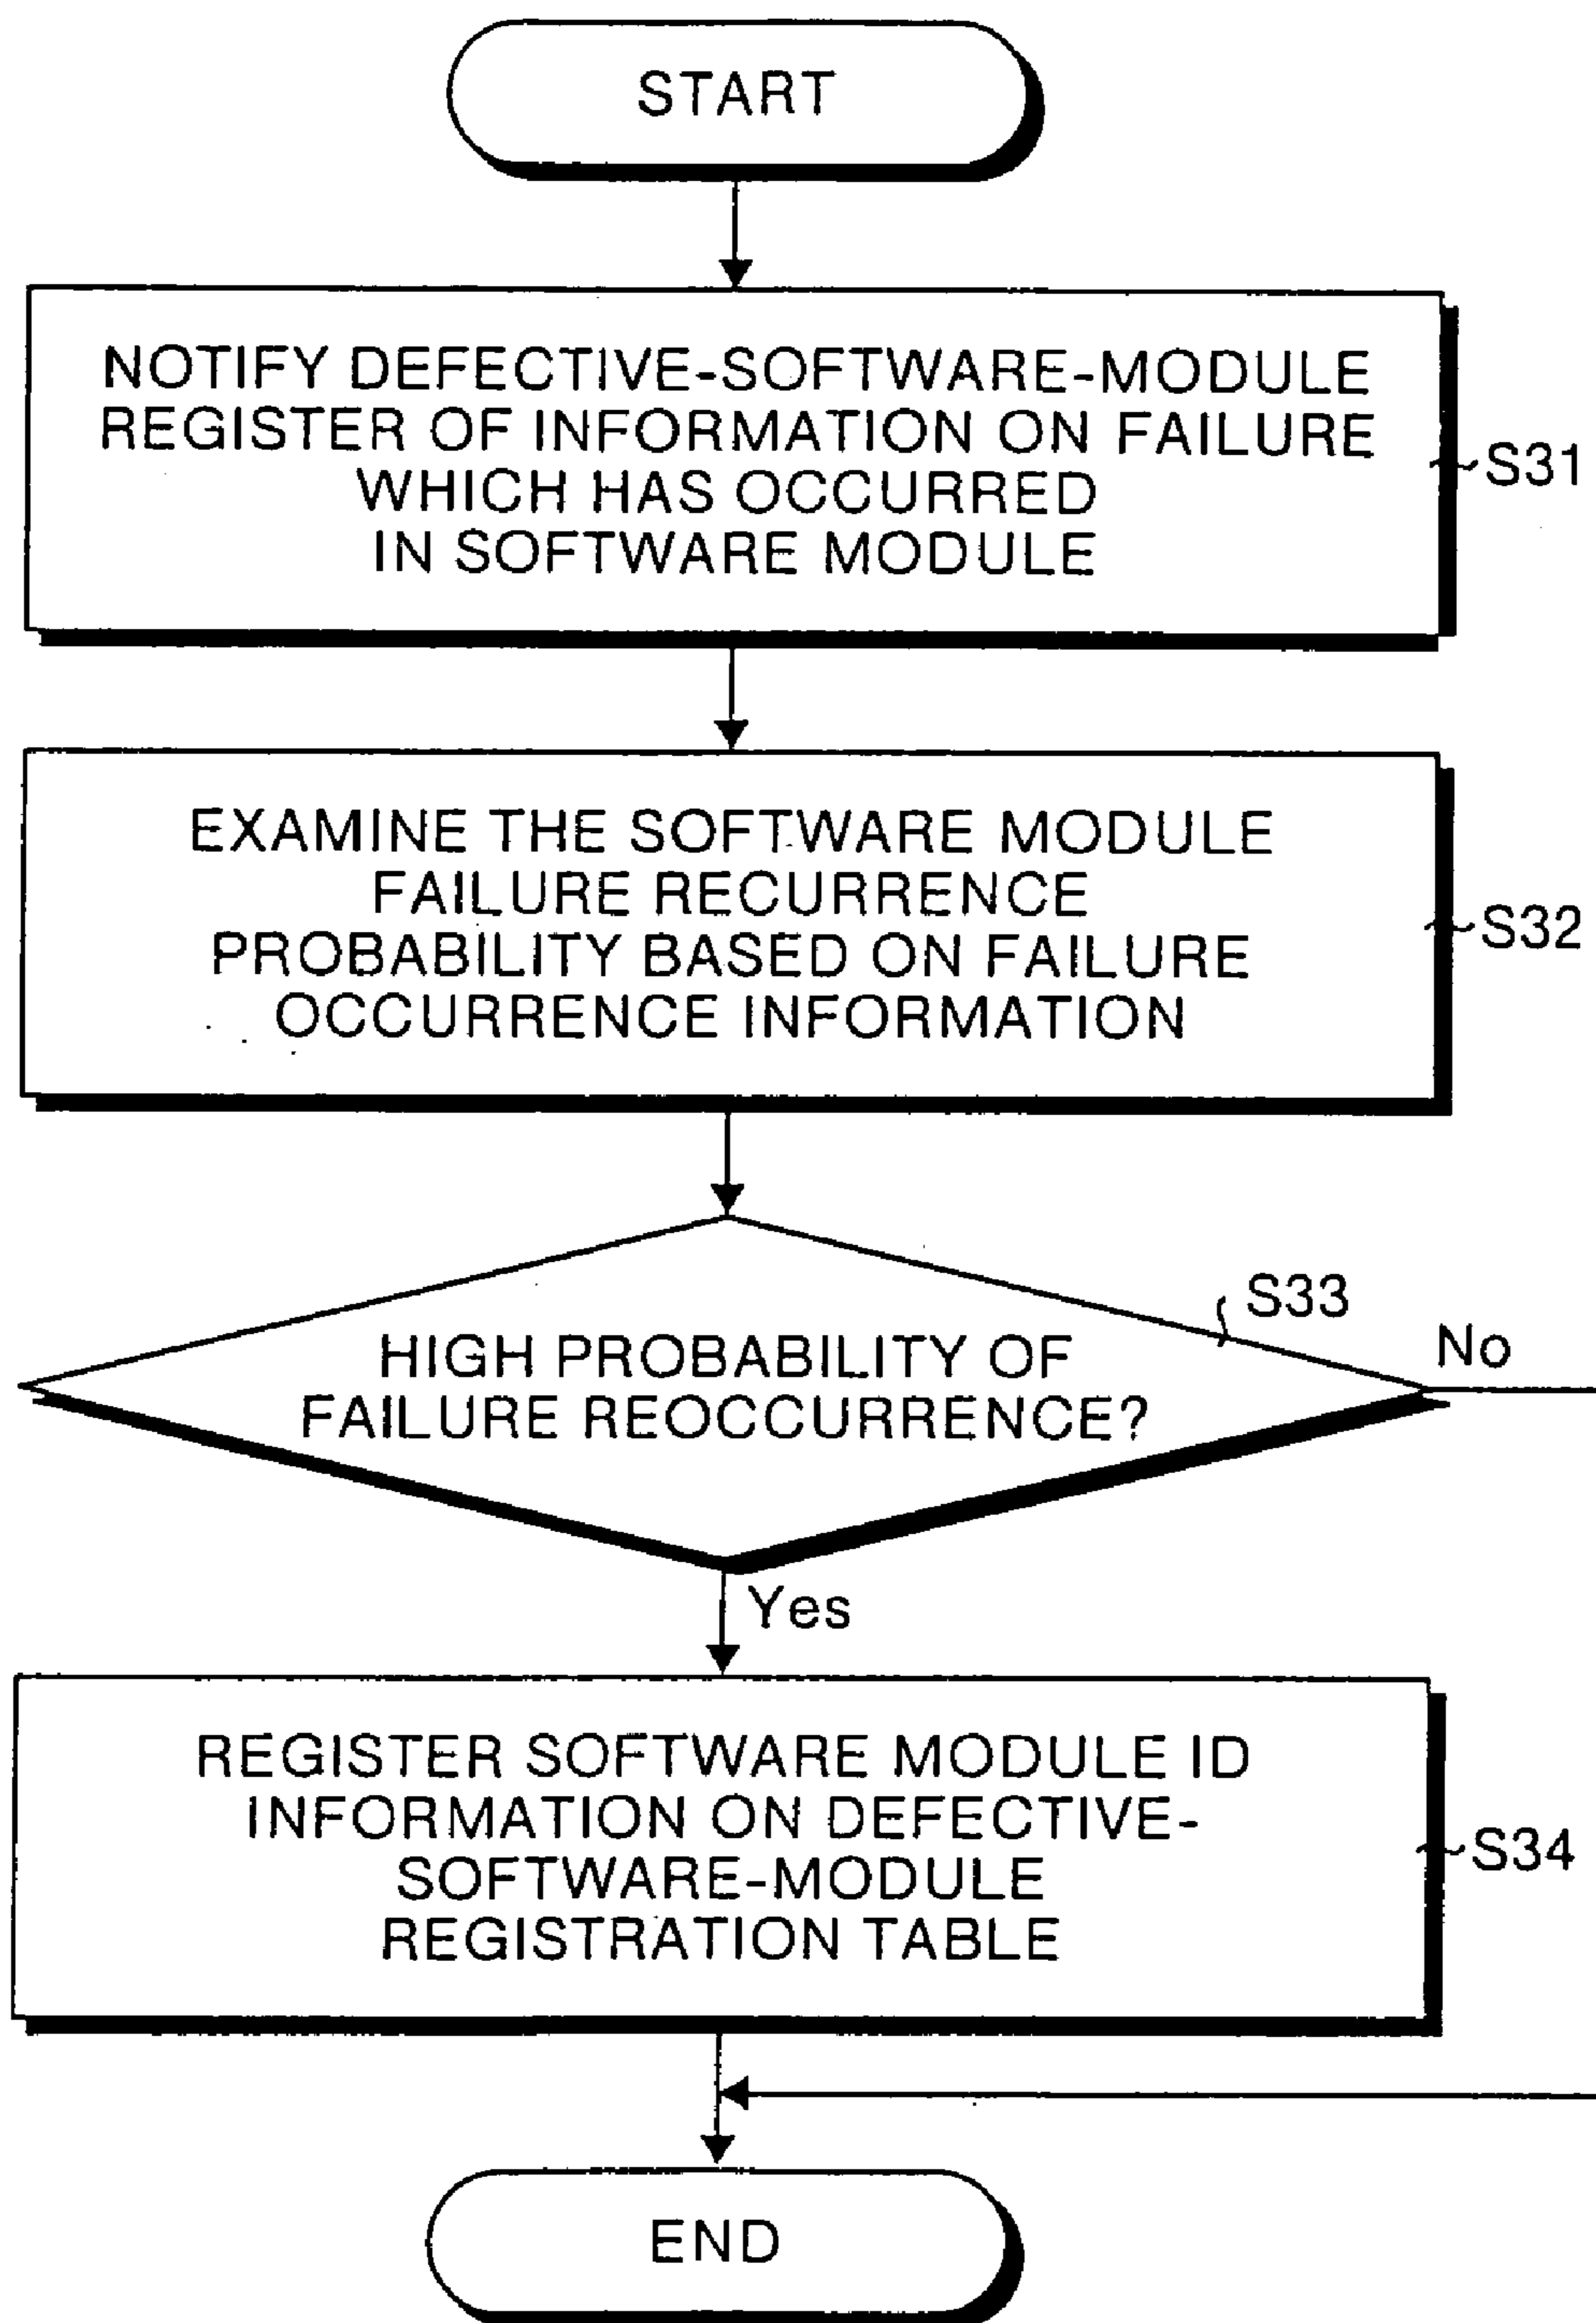 START
NOTIFY DEFECTIVE-SOFTWARE-MODULE
REGISTER OF INFORMATION ON FAILURE
WHICH HAS OCCURRED
IN SOFTWARE MODULE
S31
EXAMINE THE SOFTWARE MODULE
FAILURE RECURRENCE
PROBABILITY BASED ON FAILURE
OCCURRENCE INFORMATION
S32
S33
HIGH PROBABILITY OF
FAILURE REOCCURRENCE?
No
Yes
REGISTER SOFTWARE MODULE ID
INFORMATION ON DEFECTIVE-
SOFTWARE-MODULE
REGISTRATION TABLE
S34
END